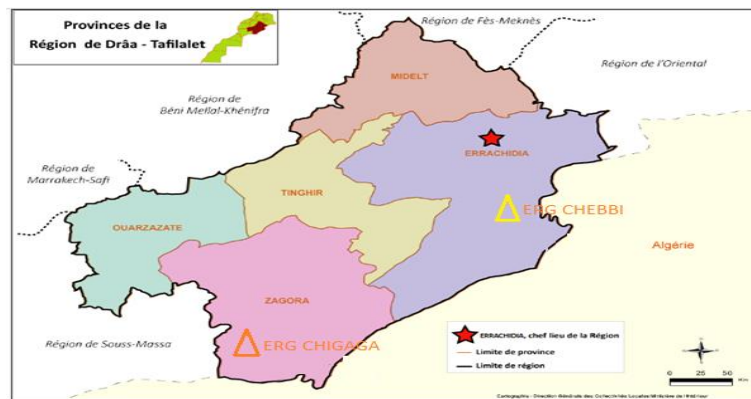 Provinces de la
Région de Drâa - Tafilalet
Région de Fès-Meknès
Région de l'Oriental
MIDELT
Région de
Béni Mellal-Khénifra
ERRACHIDIA
Région de
Marrakech-Safi
TINGHIR
ERG CHEBBI
OUARZAZATE
Algérie
ZAGORA
ERRACHIDIA, chef lieu de la Région
Région de Souss-Massa
ERG CHIGAGA
Limite de province
Limite de région
0 25 50